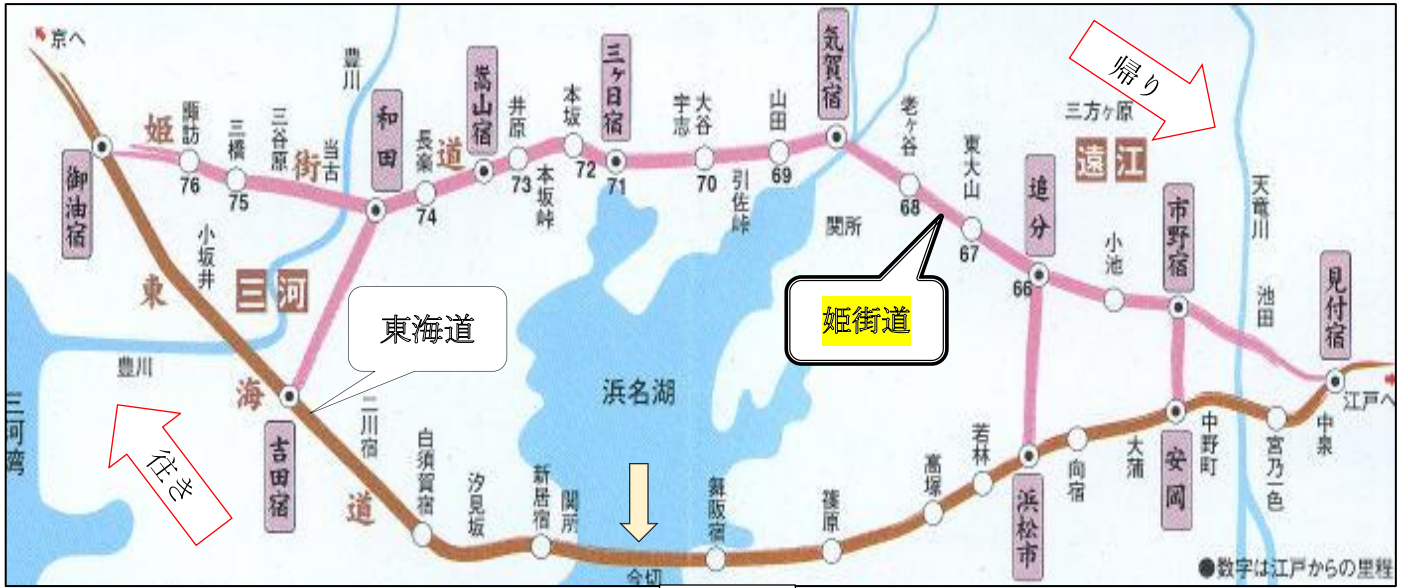 京へ
御油宿
姫街道
諏訪
76
三橋
75
三谷原
当古
豊川
和田
長楽
74
嵩山宿
井原
73
本坂峠
本坂
72
三ヶ日宿
71
宇志
大谷
70
引佐峠
山田
69
気賀宿
関所
老ヶ谷
68
東大山
67
追分
66
小池
市野宿
三方ヶ原
遠江
帰り
天竜川
池田
見付宿
江戸へ
姫街道
東海道
小坂井
三河
豊川
三河湾
往き
吉田宿
東海道
二川宿
白須賀宿
汐見坂
新居宿
関所
今切
浜名湖
舞阪宿
篠原
高塚
若林
浜松市
向宿
大蒲
安岡
中野町
宮乃一色
中泉
●数字は江戸からの里程